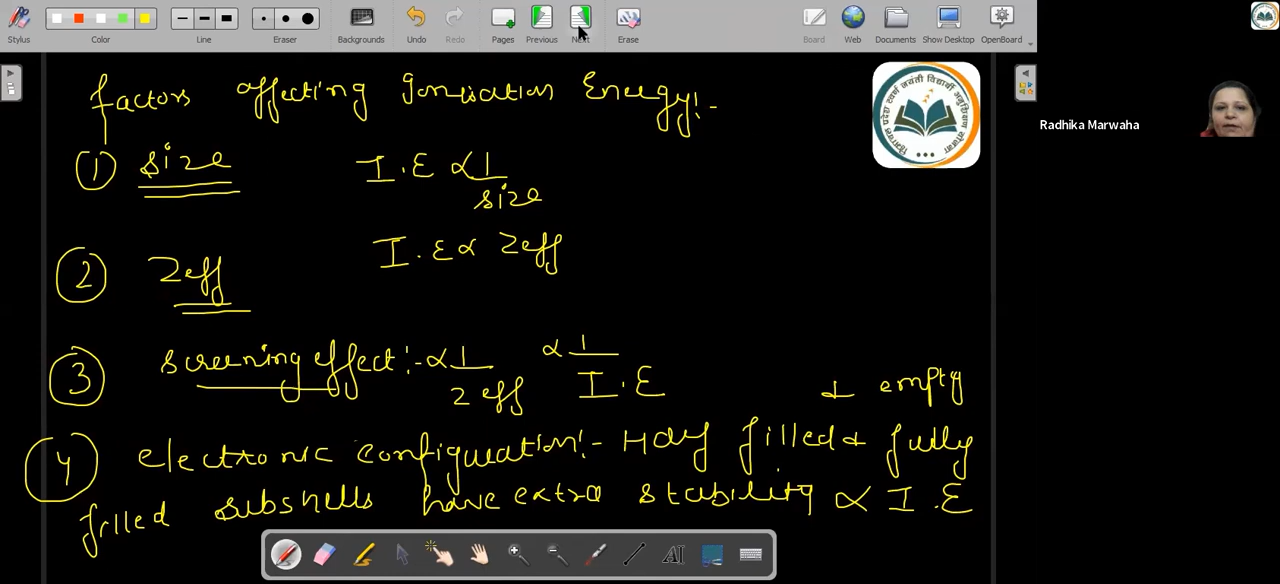 Stylus Color Line Eraser Backgrounds Undo Redo Pages Previous Next Erase Board Web Documents Show Desktop OpenBoard
factors affecting Ionisation Energy:-
Radhika Marwaha
① size I.E ∝ 1/size
② Zeff I.E ∝ Zeff
③ screening effect:- ∝ 1/Zeff ∝ 1/I.E
& empty
④ electronic configuration:- Half filled & fully
filled subshells have extra stability ∝ I.E